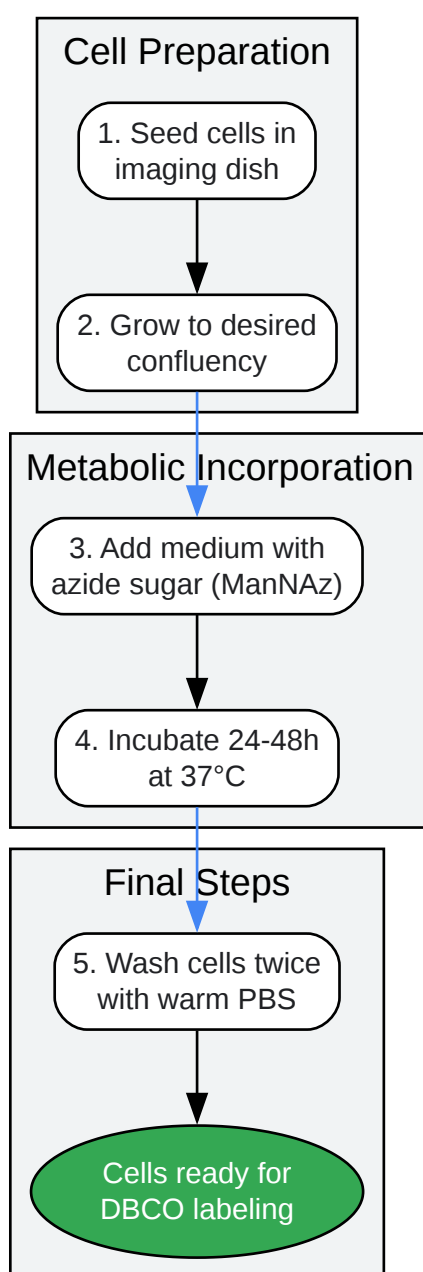 Cell Preparation
1. Seed cells in
imaging dish
2. Grow to desired
confluency
Metabolic Incorporation
3. Add medium with
azide sugar (ManNAz)
4. Incubate 24-48h
at 37°C
Final Steps
5. Wash cells twice
with warm PBS
Cells ready for
DBCO labeling